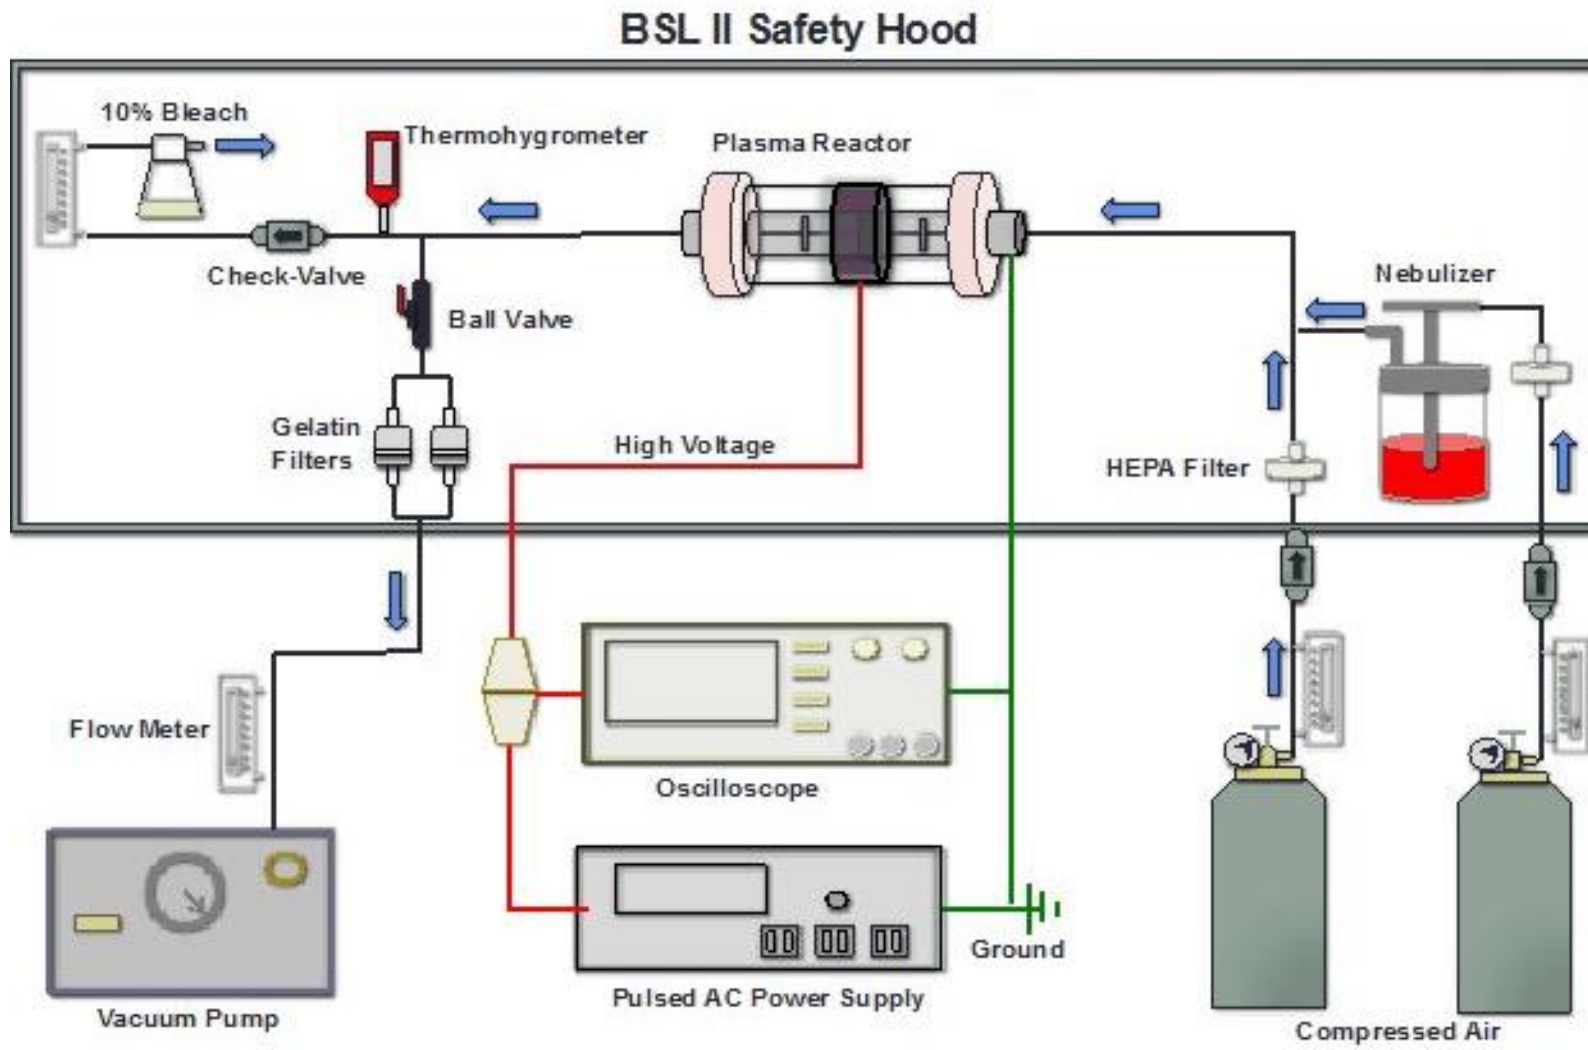 BSL II Safety Hood
10% Bleach
Thermohygrometer
Plasma Reactor
Check-Valve
Ball Valve
Nebulizer
Gelatin
Filters
High Voltage
HEPA Filter
Flow Meter
Oscilloscope
Ground
Pulsed AC Power Supply
Vacuum Pump
Compressed Air